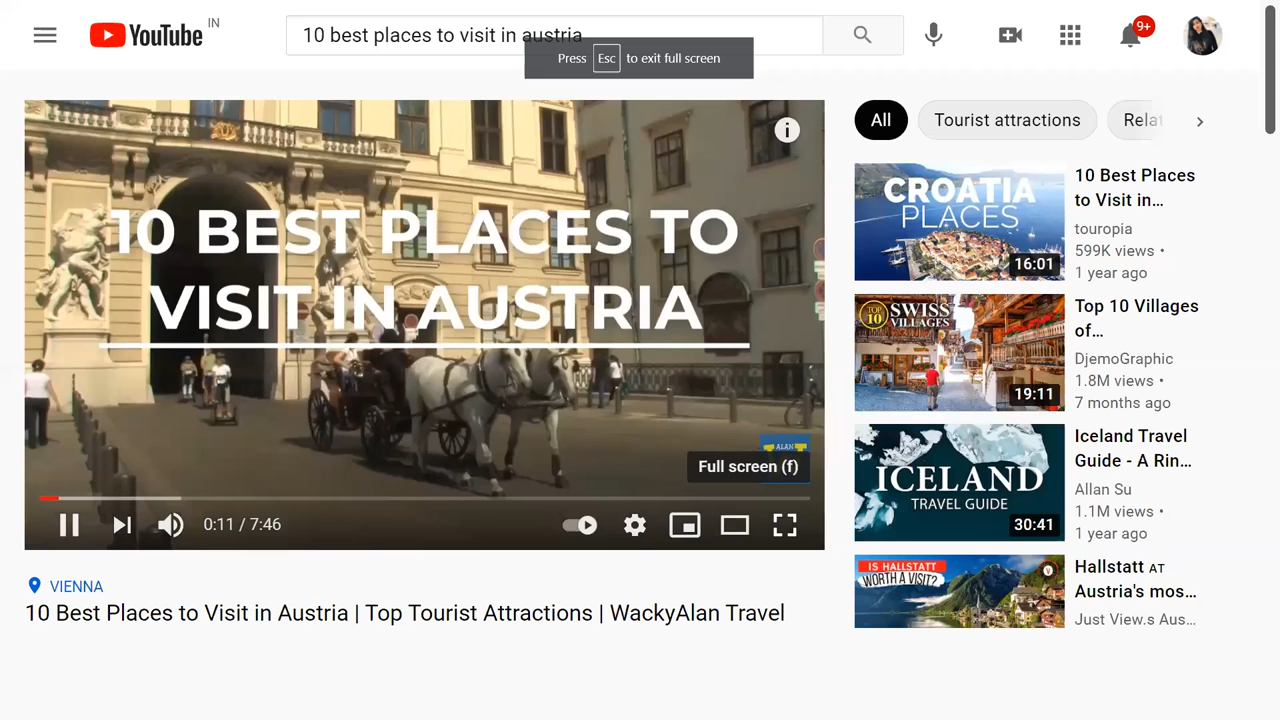 YouTube IN
10 best places to visit in austria
9+
Press Esc to exit full screen
10 BEST PLACES TO
VISIT IN AUSTRIA
ALAN
Full screen (f)
0:11 / 7:46
VIENNA
10 Best Places to Visit in Austria | Top Tourist Attractions | WackyAlan Travel
All
Tourist attractions
Rela
CROATIA
PLACES
16:01
10 Best Places
to Visit in...
touropia
599K views •
1 year ago
TOP
10
SWISS
VILLAGES
19:11
Top 10 Villages
of...
DjemoGraphic
1.8M views •
7 months ago
ICELAND
TRAVEL GUIDE
30:41
Iceland Travel
Guide - A Rin...
Allan Su
1.1M views •
1 year ago
IS HALLSTATT
WORTH A VISIT?
Hallstatt AT
Austria's mos...
Just View.s Aus...